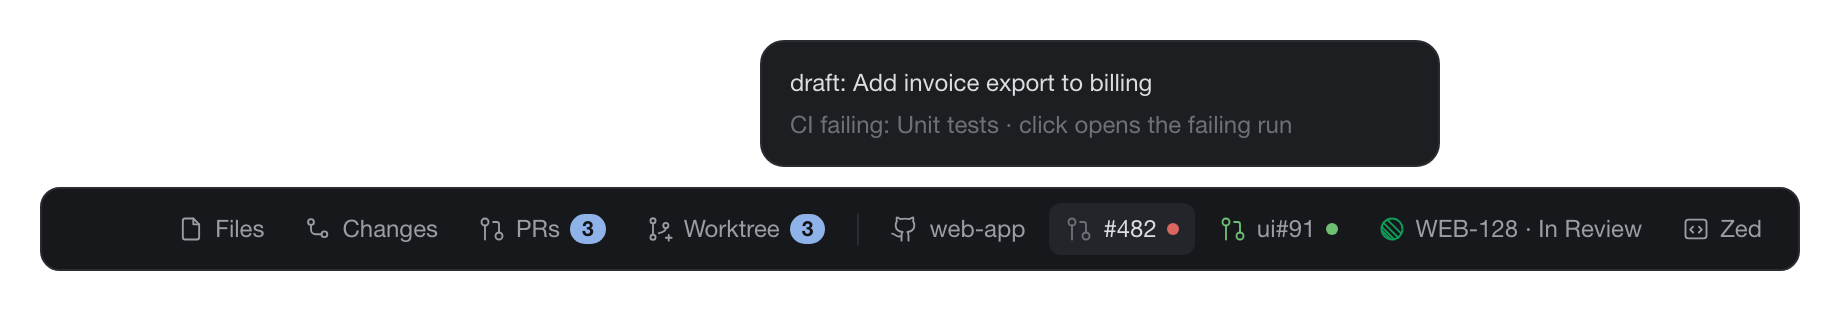 draft: Add invoice export to billing
CI failing: Unit tests · click opens the failing run
Files Changes PRs 3 Worktree 3 web-app #482 ui#91 WEB-128 · In Review Zed